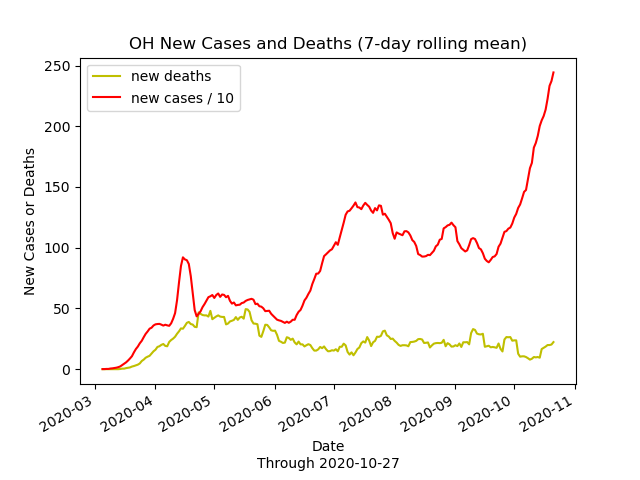 OH New Cases and Deaths (7-day rolling mean)
new deaths
new cases / 10
250
200
150
100
50
0
New Cases or Deaths
2020-03
2020-04
2020-05
2020-06
2020-07
2020-08
2020-09
2020-10
2020-11
Date
Through 2020-10-27